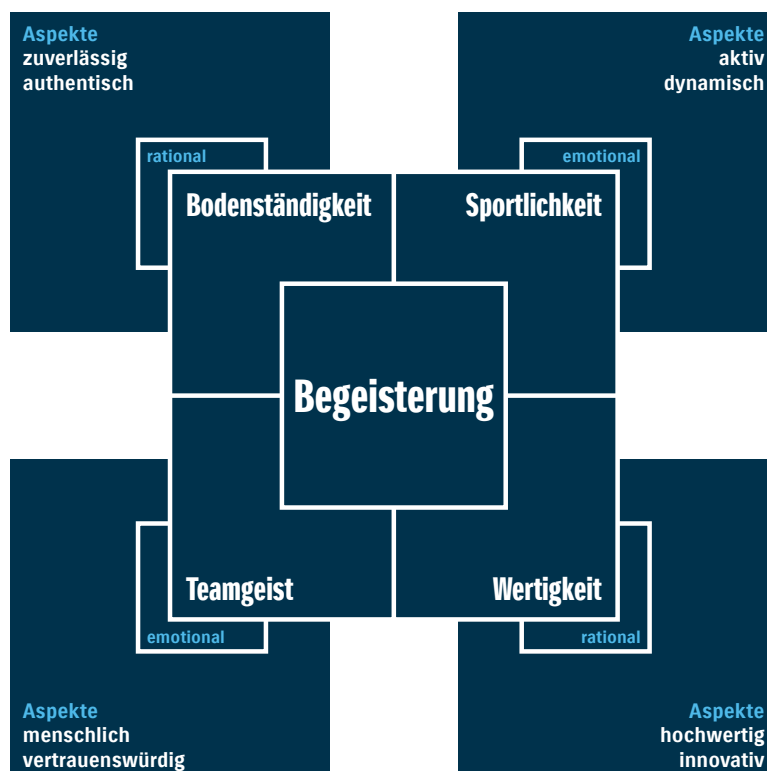 Aspekte
zuverlässig
authentisch
Aspekte
aktiv
dynamisch
rational
emotional
Bodenständigkeit
Sportlichkeit
Begeisterung
Teamgeist
Wertigkeit
emotional
rational
Aspekte
menschlich
vertrauenswürdig
Aspekte
hochwertig
innovativ